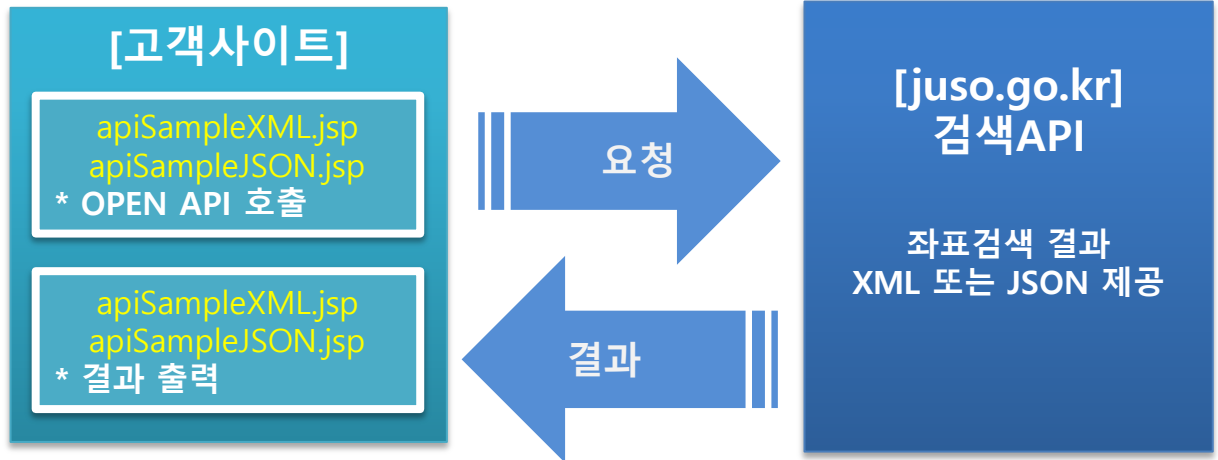 [고객사이트]
apiSampleXML.jsp
apiSampleJSON.jsp
* OPEN API 호출
apiSampleXML.jsp
apiSampleJSON.jsp
* 결과 출력
요청
결과
[juso.go.kr]
검색API
좌표검색 결과
XML 또는 JSON 제공